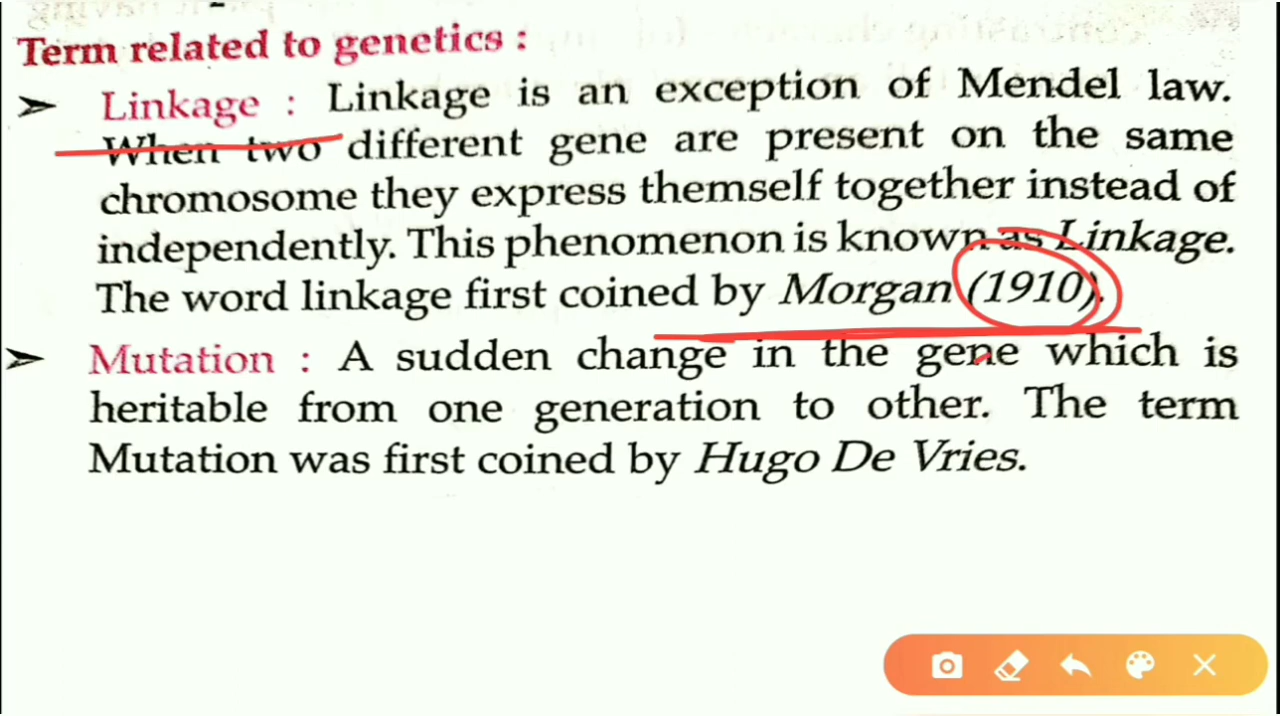 Term related to genetics :
➤ Linkage : Linkage is an exception of Mendel law.
When two different gene are present on the same
chromosome they express themself together instead of
independently. This phenomenon is known as Linkage.
The word linkage first coined by Morgan (1910).
➤ Mutation : A sudden change in the gene which is
heritable from one generation to other. The term
Mutation was first coined by Hugo De Vries.